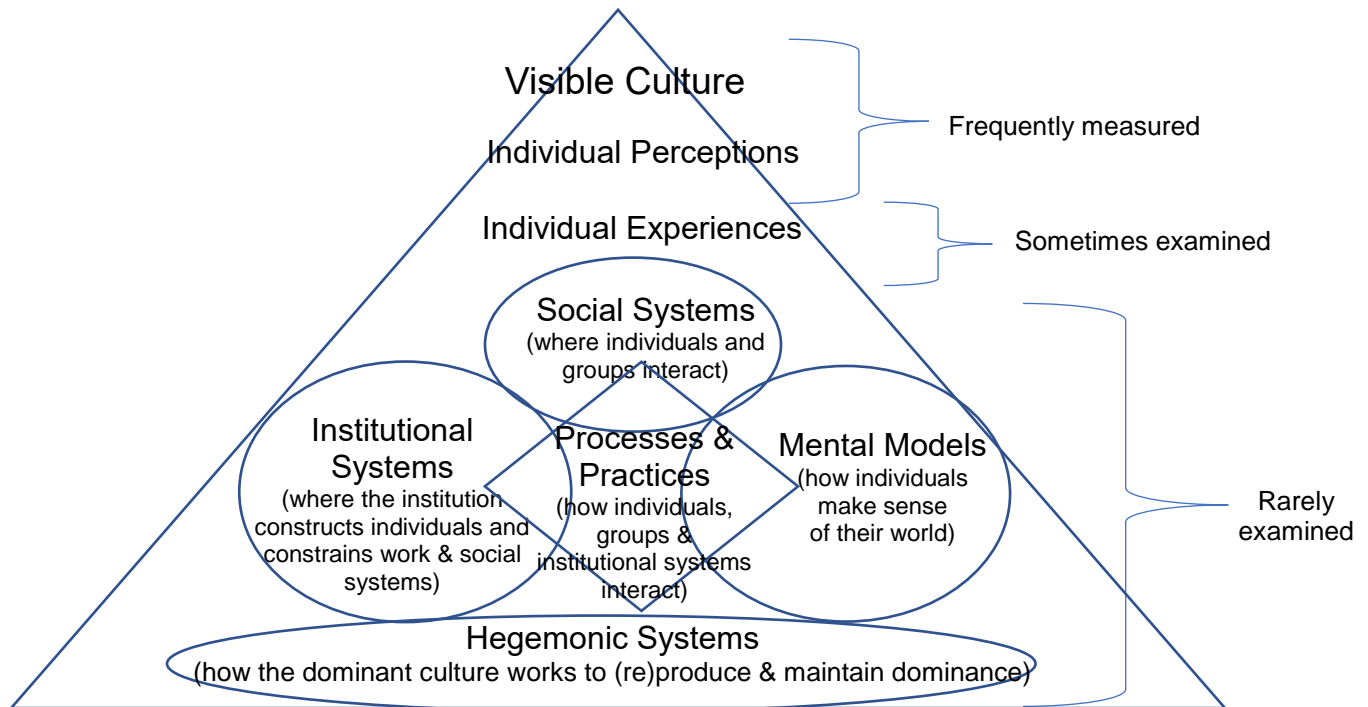 Visible Culture
Individual Perceptions
Frequently measured
Individual Experiences
Sometimes examined
Social Systems
(where individuals and
groups interact)
Institutional
Systems
(where the institution
constructs individuals and
constrains work & social
systems)
Processes &
Practices
(how individuals,
groups &
institutional systems
interact)
Mental Models
(how individuals
make sense
of their world)
Rarely
examined
Hegemonic Systems
(how the dominant culture works to (re)produce & maintain dominance)